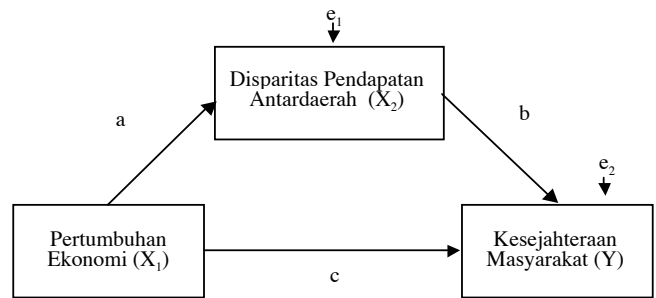 e₁
Disparitas Pendapatan
Antardaerah (X₂)
a
b
e₂
Pertumbuhan
Ekonomi (X₁)
Kesejahteraan
Masyarakat (Y)
c